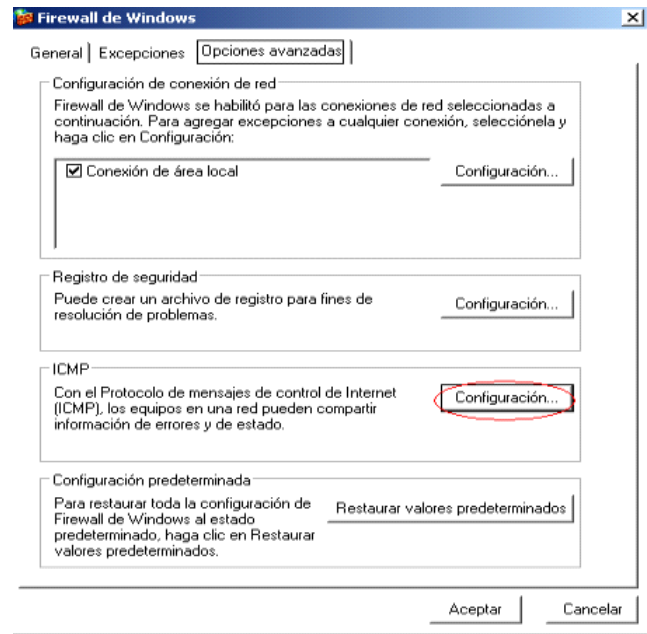 Firewall de Windows
General
Excepciones
Opciones avanzadas
Configuración de conexión de red
Firewall de Windows se habilitó para las conexiones de red seleccionadas a
continuación. Para agregar excepciones a cualquier conexión, selecciónela y
haga clic en Configuración:
Conexión de área local
Configuración...
Registro de seguridad
Puede crear un archivo de registro para fines de
resolución de problemas.
Configuración...
ICMP
Con el Protocolo de mensajes de control de Internet
(ICMP), los equipos en una red pueden compartir
información de errores y de estado.
Configuración...
Configuración predeterminada
Para restaurar toda la configuración de
Firewall de Windows al estado
predeterminado, haga clic en Restaurar
valores predeterminados.
Restaurar valores predeterminados
Aceptar
Cancelar